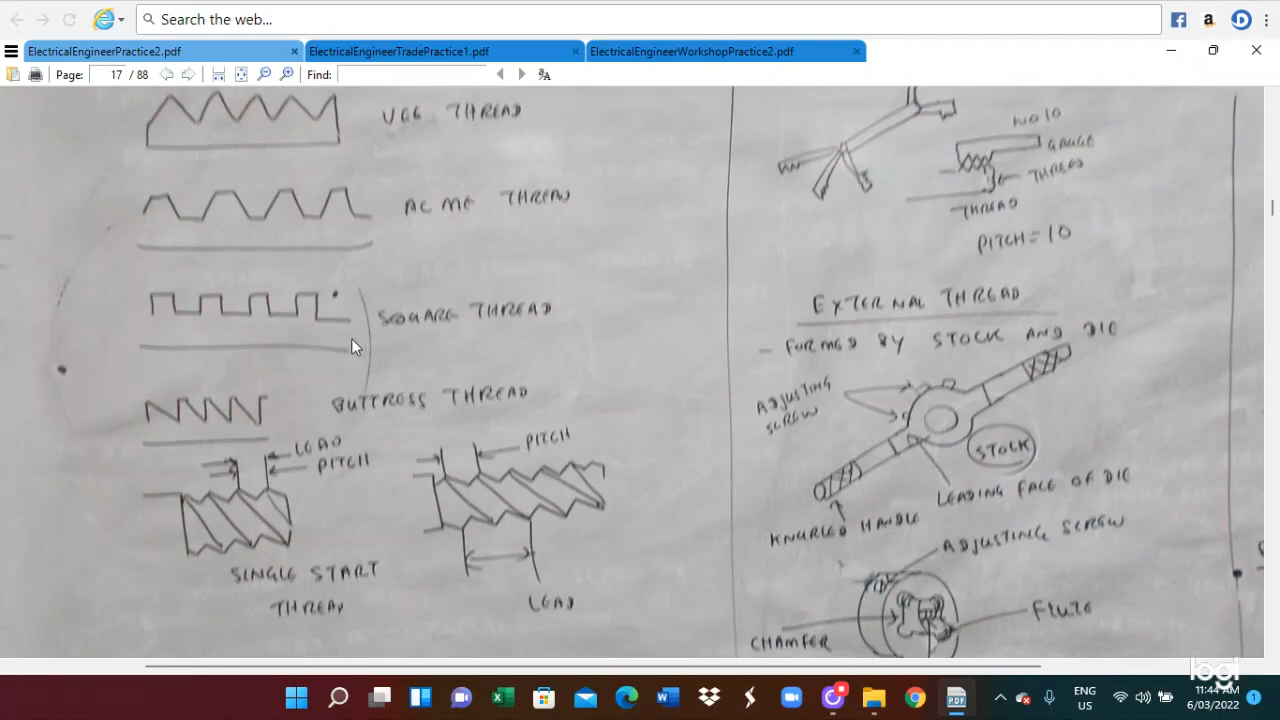 Search the web...
ElectricalEngineerPractice2.pdf
ElectricalEngineerTradePractice1.pdf
ElectricalEngineerWorkshopPractice2.pdf
Page: 17 / 88
Find:
VEE THREAD
ACME THREAD
SQUARE THREAD
BUTTRESS THREAD
LEAD
PITCH
SINGLE START
THREAD
PITCH
LEAD
NO 10
GAUGE
THREAD
THREAD
PITCH = 10
EXTERNAL THREAD
- FORMED BY STOCK AND DIE
ADJUSTING
SCREW
STOCK
LEADING FACE OF DIE
KNURLED HANDLE
ADJUSTING SCREW
CHAMFER
FLUTE
logi
ENG
US
11:44 AM
6/03/2022